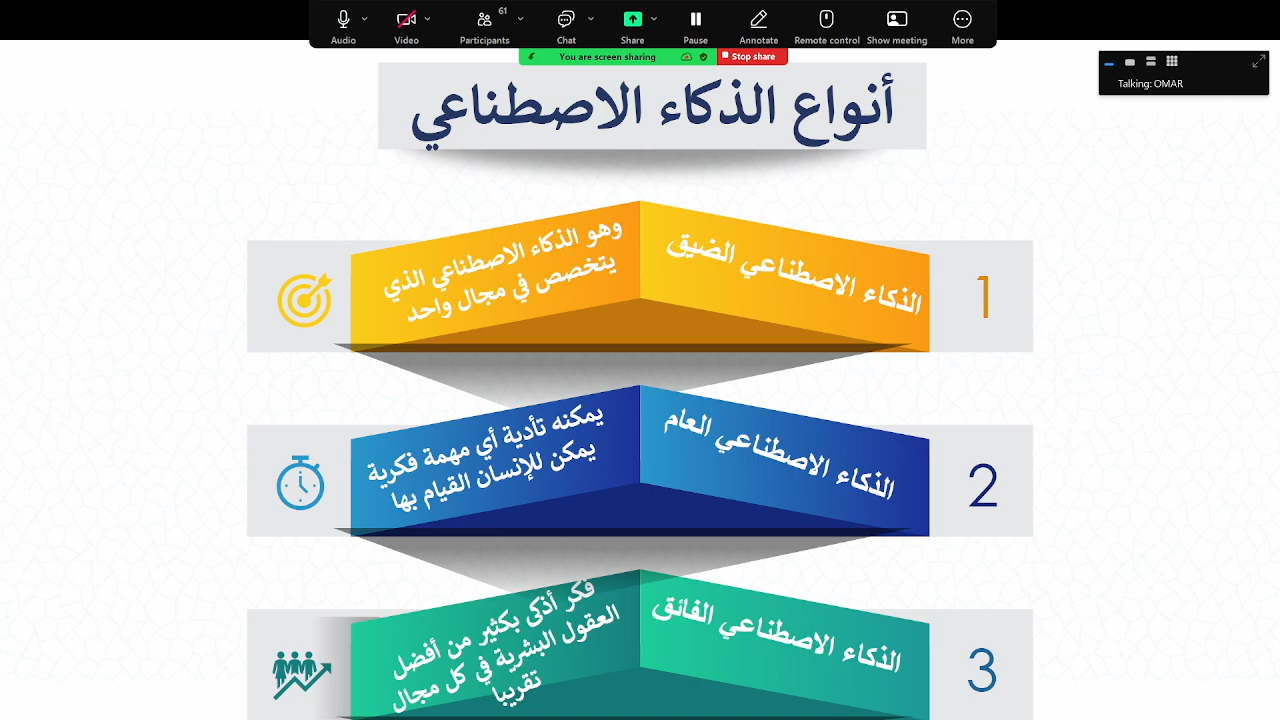 61
Audio
Video
Participants
Chat
Share
Pause
Annotate
Remote control
Show meeting
More
You are screen sharing
Stop share
Talking: OMAR
أنواع الذكاء الاصطناعي
1
الذكاء الاصطناعي الضيق
وهو الذكاء الاصطناعي الذي
يتخصص في مجال واحد
2
الذكاء الاصطناعي العام
يمكنه تأدية أي مهمة فكرية
يمكن للإنسان القيام بها
3
الذكاء الاصطناعي الفائق
فكر أذكى بكثير من أفضل
العقول البشرية في كل مجال
تقريبا